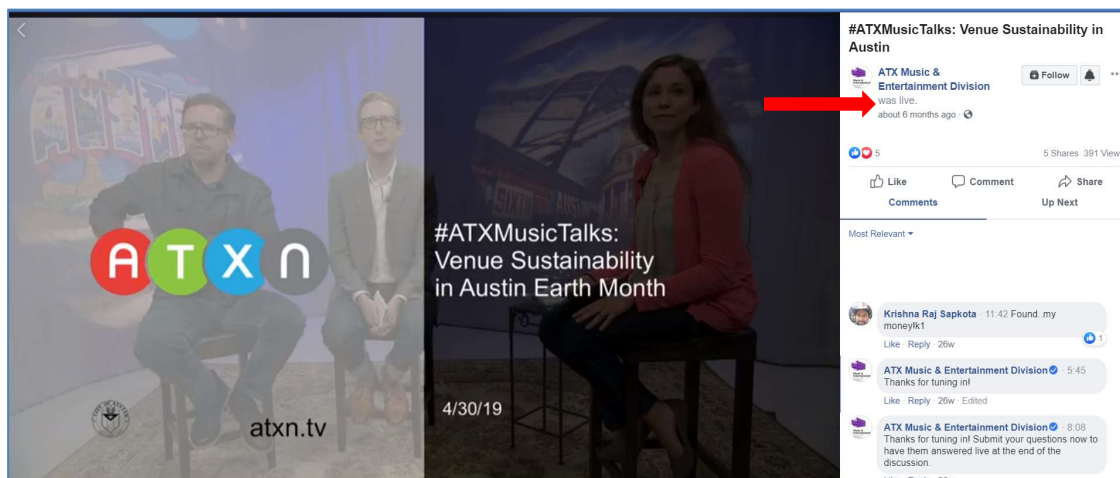 ATXN
atxn.tv
#ATXMusicTalks:
Venue Sustainability
in Austin Earth Month
4/30/19
#ATXMusicTalks: Venue Sustainability in
Austin
ATX Music &
Entertainment Division
was live.
about 6 months ago ·
Follow
5
5 Shares 391 View
Like Comment Share
Comments Up Next
Most Relevant
Krishna Raj Sapkota · 11:42 Found..my
money!k1
1
Like · Reply · 26w
ATX Music & Entertainment Division · 5:45
Thanks for tuning in!
Like · Reply · 26w · Edited
ATX Music & Entertainment Division · 8:08
Thanks for tuning in! Submit your questions now to
have them answered live at the end of the
discussion.